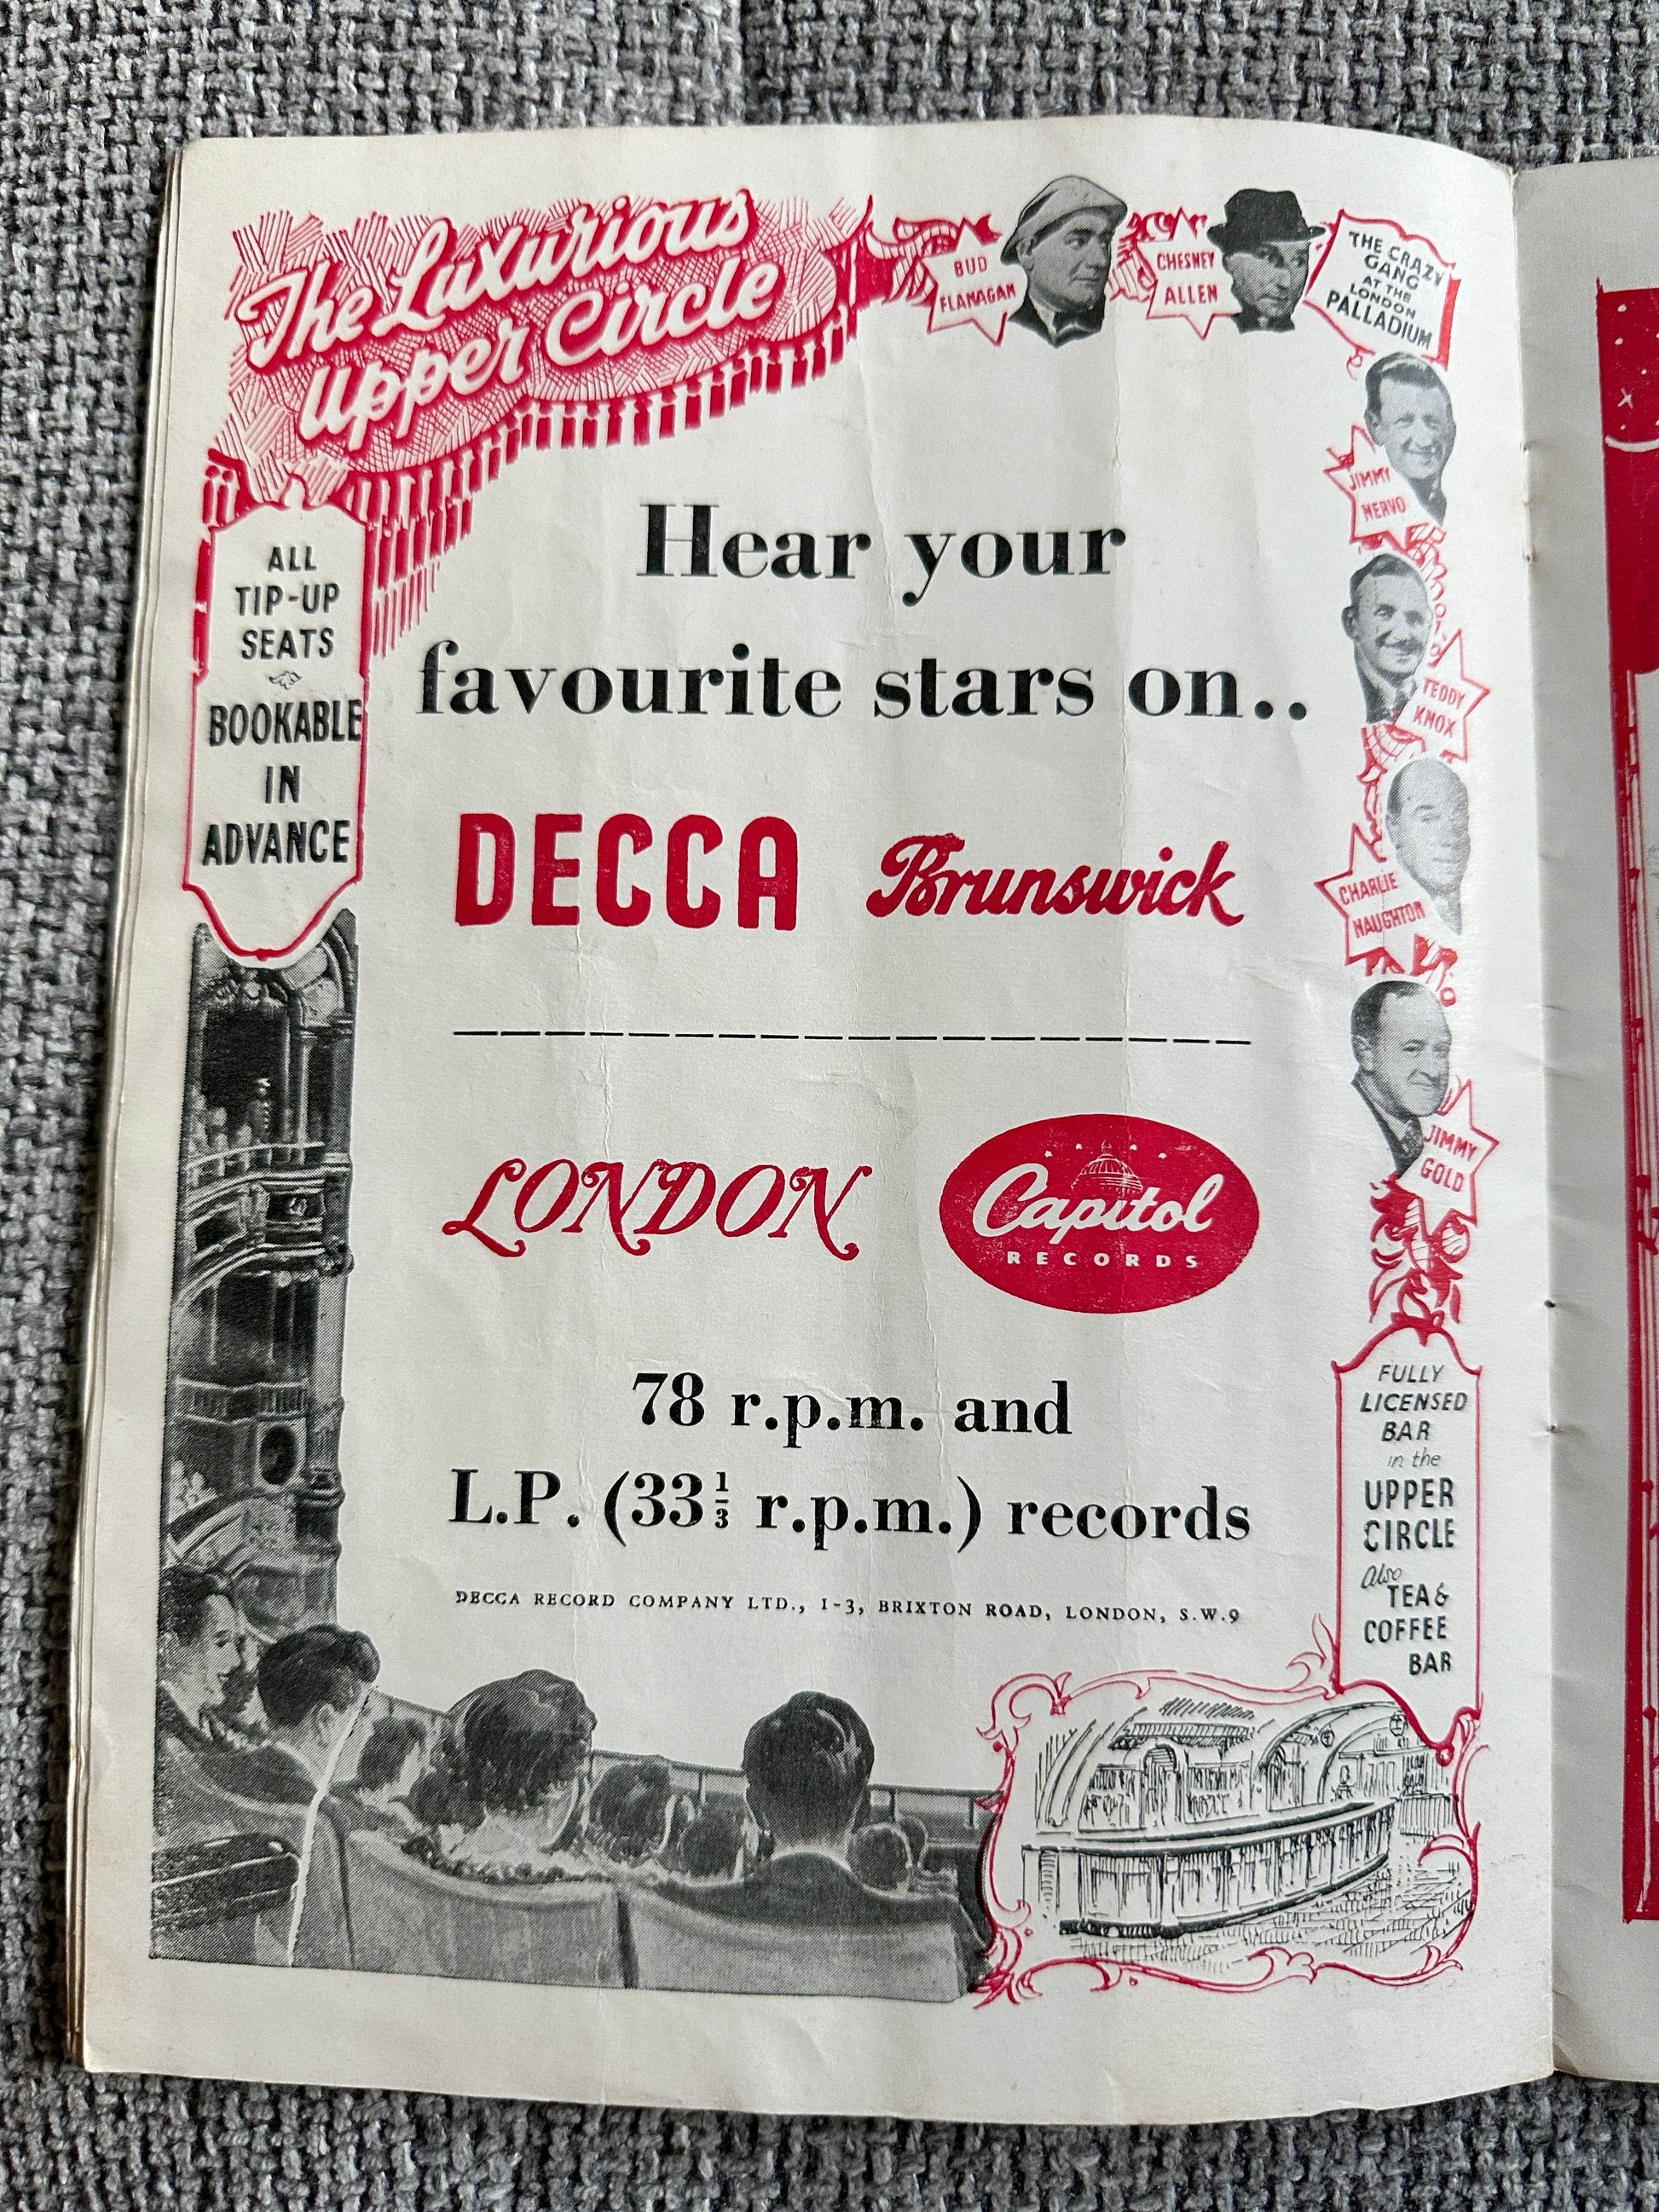 The Luxurious
Upper Circle
BUD
FLANAGAN
CHESNEY
ALLEN
THE CRAZY
GANG
AT THE
LONDON
PALLADIUM
JIMMY
NERVO
TEDDY
KNOX
CHARLIE
NAUGHTON
JIMMY
GOLD
ALL
TIP-UP
SEATS
BOOKABLE
IN
ADVANCE
Hear your
favourite stars on..
DECCA Brunswick
LONDON Capitol
RECORDS
78 r.p.m. and
L.P. (33⅓ r.p.m.) records
DECCA RECORD COMPANY LTD., 1-3, BRIXTON ROAD, LONDON, S.W.9
FULLY
LICENSED
BAR
in the
UPPER
CIRCLE
Also
TEA &
COFFEE
BAR